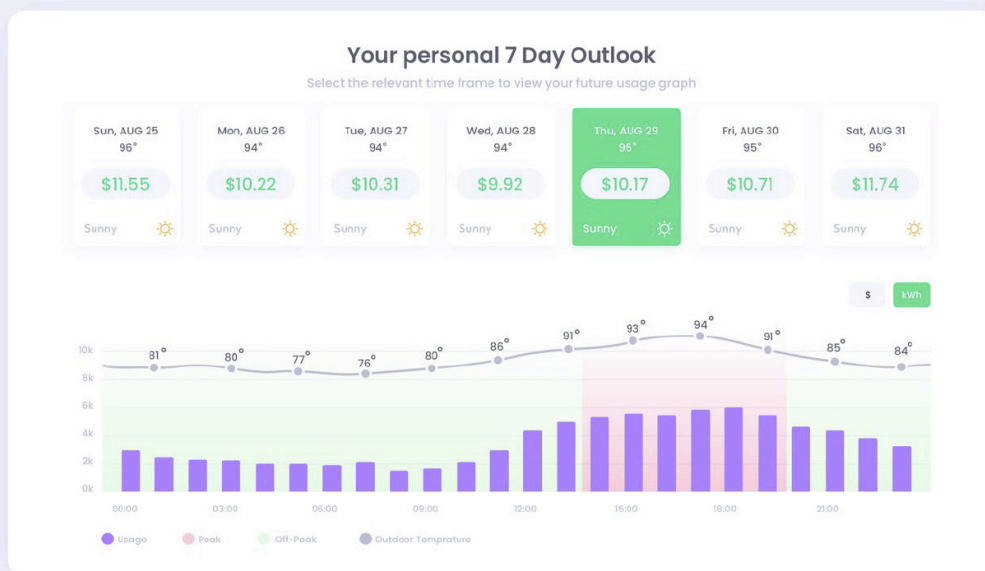 Your personal 7 Day Outlook
Select the relevant time frame to view your future usage graph
Sun, AUG 25
96°
$11.55
Sunny
Mon, AUG 26
94°
$10.22
Sunny
Tue, AUG 27
94°
$10.31
Sunny
Wed, AUG 28
94°
$9.92
Sunny
Thu, AUG 29
95°
$10.17
Sunny
Fri, AUG 30
95°
$10.71
Sunny
Sat, AUG 31
96°
$11.74
Sunny
$ kWh
81° 80° 77° 76° 80° 86° 91° 93° 94° 91° 85° 84°
10k
8k
6k
4k
2k
0k
00:00 03:00 06:00 09:00 12:00 15:00 18:00 21:00
Usage Peak Off-Peak Outdoor Temprature